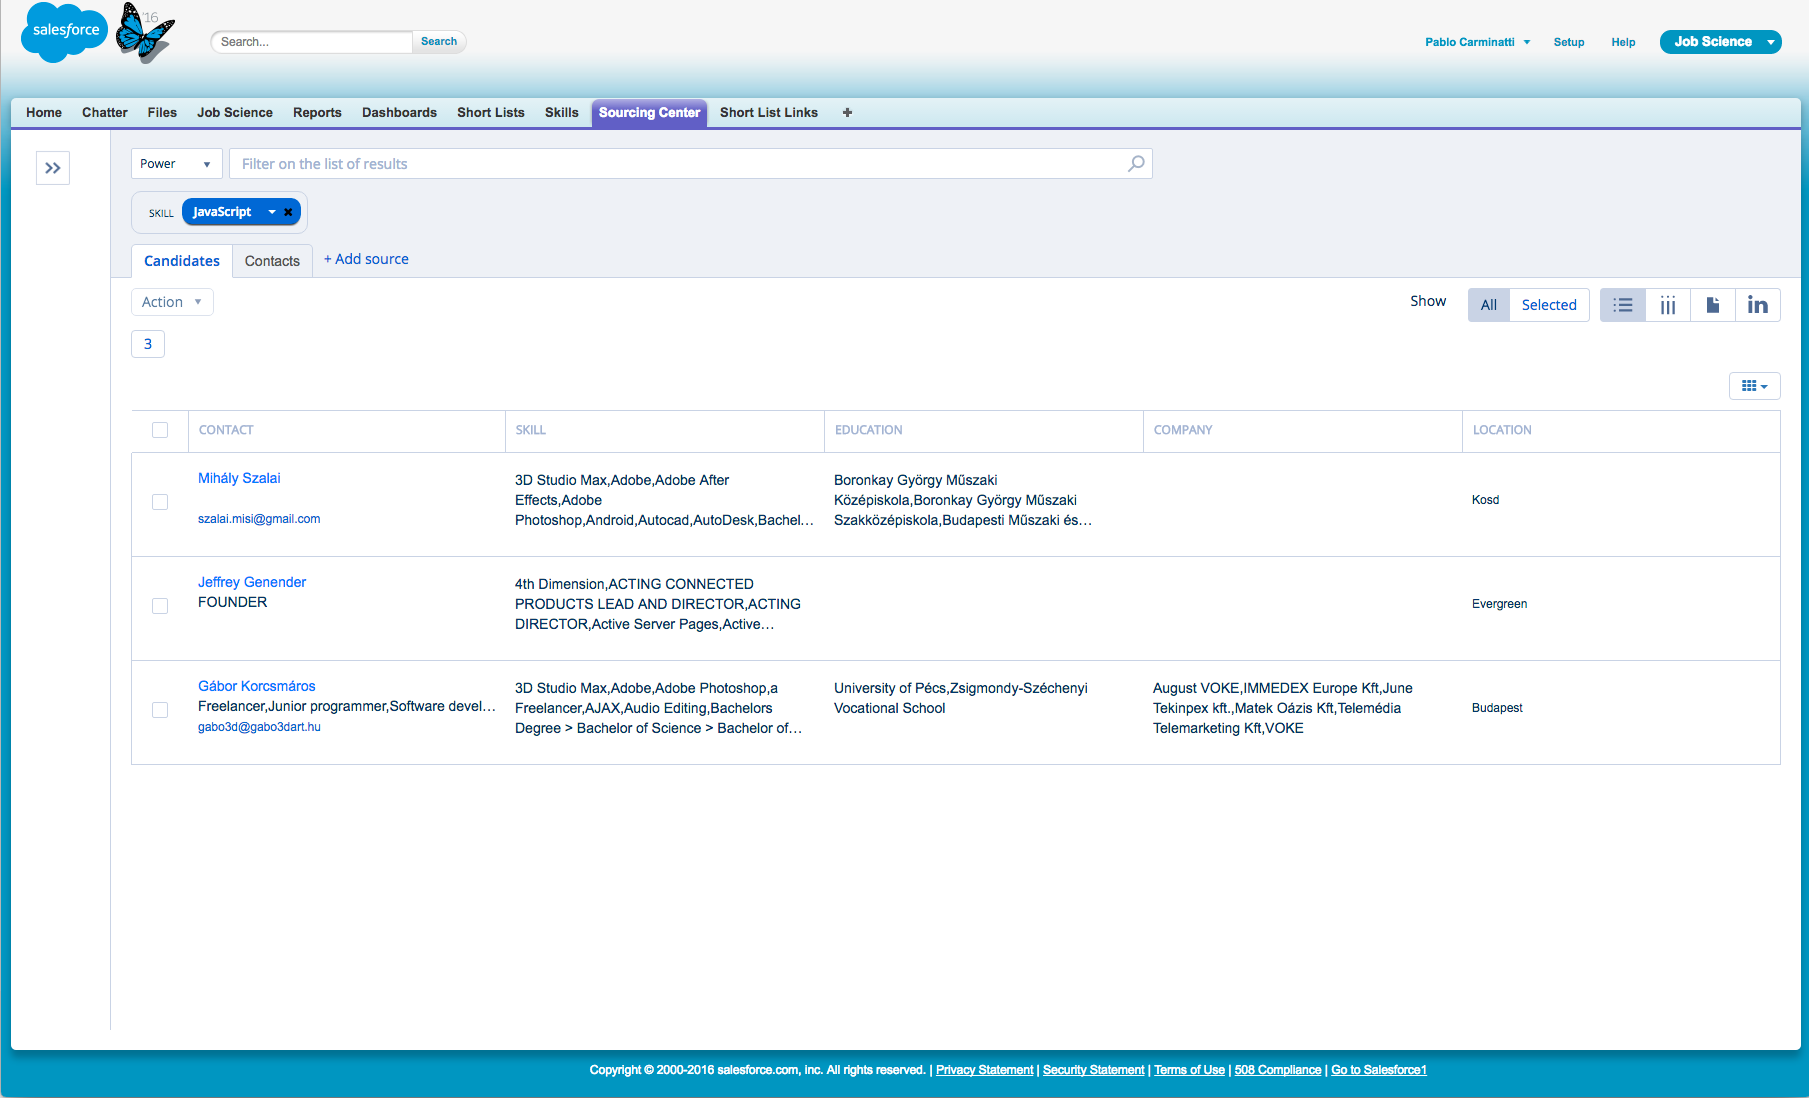 salesforce
'16
Search...
Search
Pablo Carminatti
Setup
Help
Job Science
Home
Chatter
Files
Job Science
Reports
Dashboards
Short Lists
Skills
Sourcing Center
Short List Links
+
Power
Filter on the list of results
SKILL
JavaScript
Candidates
Contacts
+ Add source
Action
Show
All
Selected
in
3
CONTACT
SKILL
EDUCATION
COMPANY
LOCATION
Mihály Szalai
szalai.misi@gmail.com
3D Studio Max,Adobe,Adobe After
Effects,Adobe
Photoshop,Android,Autocad,AutoDesk,Bachel...
Boronkay György Műszaki
Középiskola,Boronkay György Műszaki
Szakközépiskola,Budapesti Műszaki és...
Kosd
Jeffrey Genender
FOUNDER
4th Dimension,ACTING CONNECTED
PRODUCTS LEAD AND DIRECTOR,ACTING
DIRECTOR,Active Server Pages,Active...
Evergreen
Gábor Korcsmáros
Freelancer,Junior programmer,Software devel...
gabo3d@gabo3dart.hu
3D Studio Max,Adobe,Adobe Photoshop,a
Freelancer,AJAX,Audio Editing,Bachelors
Degree > Bachelor of Science > Bachelor of...
University of Pécs,Zsigmondy-Széchenyi
Vocational School
August VOKE,IMMEDEX Europe Kft,June
Tekinpex kft.,Matek Oázis Kft,Telemédia
Telemarketing Kft,VOKE
Budapest
Copyright © 2000-2016 salesforce.com, inc. All rights reserved. | Privacy Statement | Security Statement | Terms of Use | 508 Compliance | Go to Salesforce1